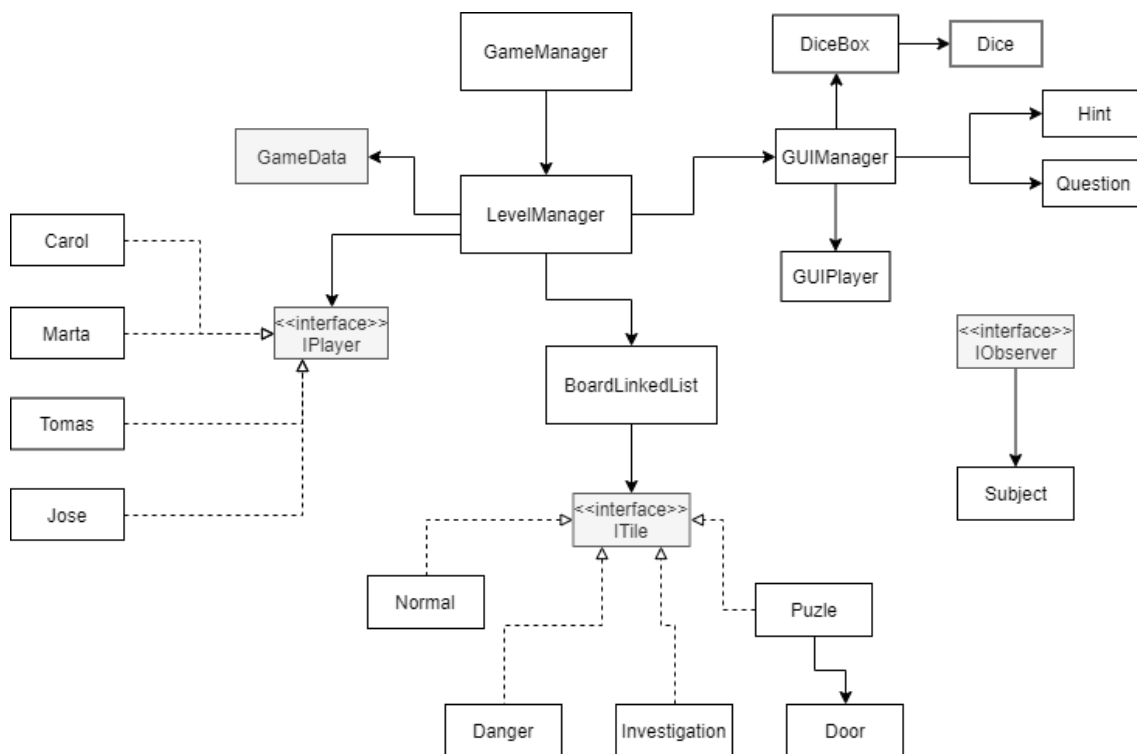 GameManager
DiceBox
Dice
Hint
GameData
GUIManager
Question
LevelManager
Carol
GUIPlayer
Marta
<<interface>>
IPlayer
<<interface>>
IObserver
BoardLinkedList
Tomas
Jose
Subject
<<interface>>
ITile
Normal
Puzle
Danger
Investigation
Door